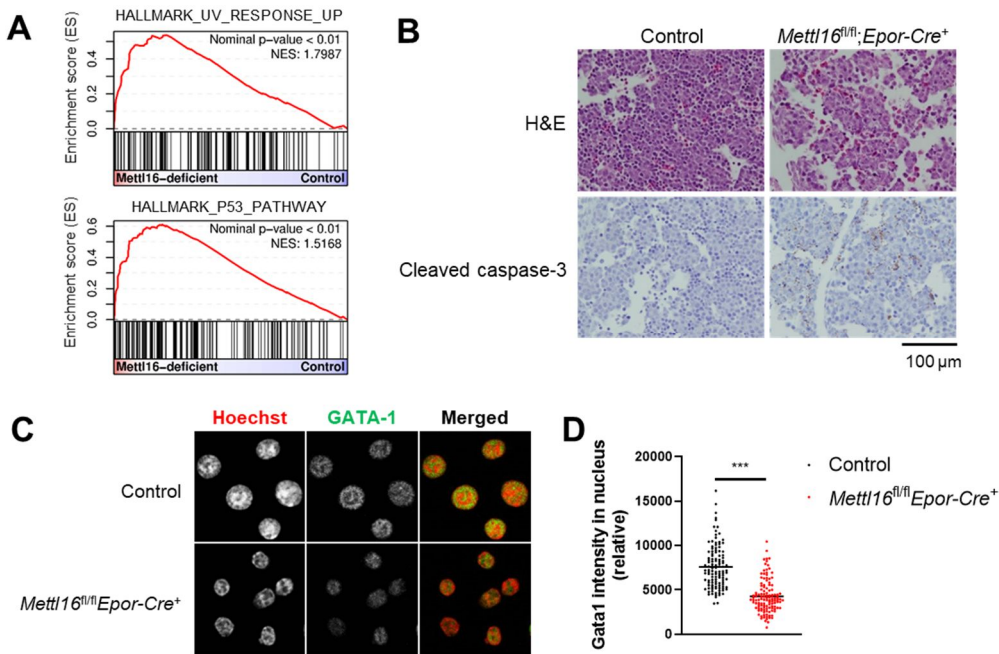 A
HALLMARK_UV_RESPONSE_UP
Enrichment score (ES)
0.4
0.2
0.0
Nominal p-value < 0.01
NES: 1.7987
Mettl16-deficient
Control
HALLMARK_P53_PATHWAY
Enrichment score (ES)
0.6
0.4
0.2
0.0
Nominal p-value < 0.01
NES: 1.5168
Mettl16-deficient
Control
B
Control
Mettl16fl/fl;Epor-Cre+
H&E
Cleaved caspase-3
100 μm
C
Hoechst
GATA-1
Merged
Control
Mettl16fl/flEpor-Cre+
D
Gata1 intensity in nucleus
(relative)
20000
15000
10000
5000
0
***
Control
Mettl16fl/flEpor-Cre+